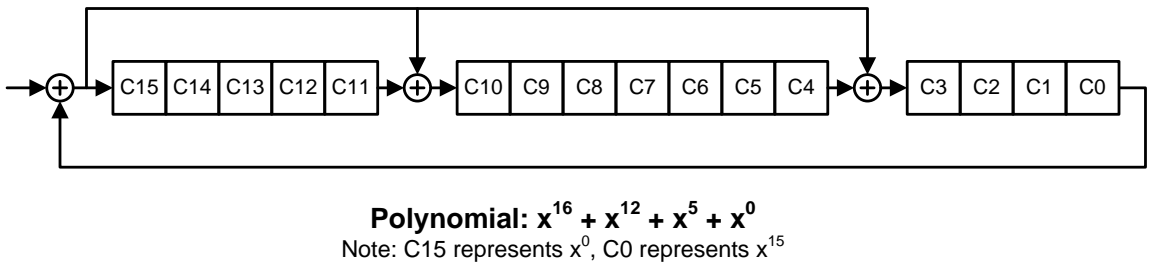 C15 C14 C13 C12 C11 C10 C9 C8 C7 C6 C5 C4 C3 C2 C1 C0
Polynomial: x¹⁶ + x¹² + x⁵ + x⁰
Note: C15 represents x⁰, C0 represents x¹⁵